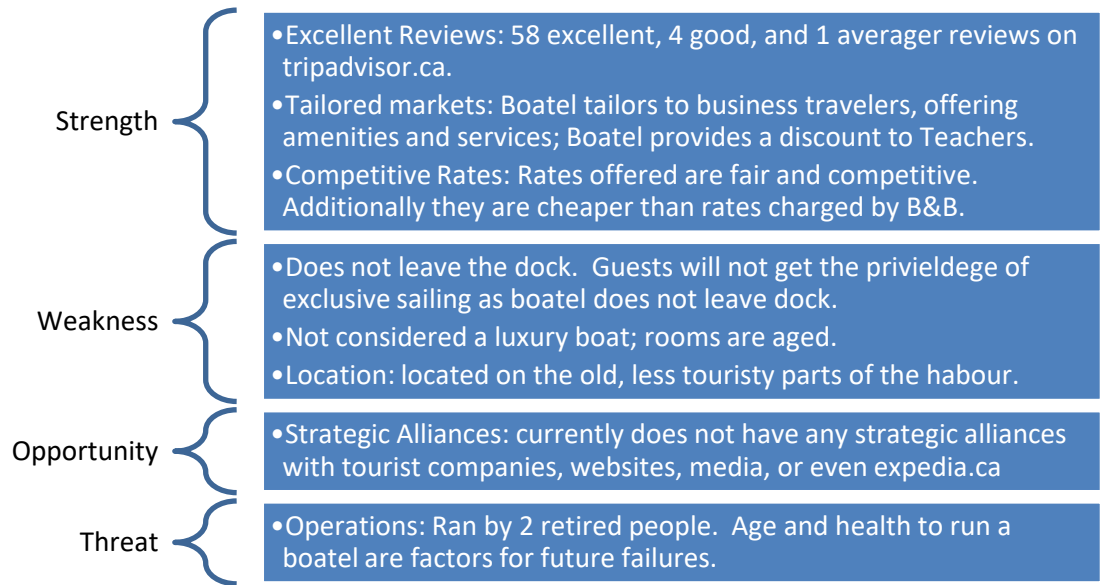 Strength
•Excellent Reviews: 58 excellent, 4 good, and 1 averager reviews on
tripadvisor.ca.
•Tailored markets: Boatel tailors to business travelers, offering
amenities and services; Boatel provides a discount to Teachers.
•Competitive Rates: Rates offered are fair and competitive.
Additionally they are cheaper than rates charged by B&B.
Weakness
•Does not leave the dock.  Guests will not get the privieldege of
exclusive sailing as boatel does not leave dock.
•Not considered a luxury boat; rooms are aged.
•Location: located on the old, less touristy parts of the habour.
Opportunity
•Strategic Alliances: currently does not have any strategic alliances
with tourist companies, websites, media, or even expedia.ca
Threat
•Operations: Ran by 2 retired people.  Age and health to run a
boatel are factors for future failures.